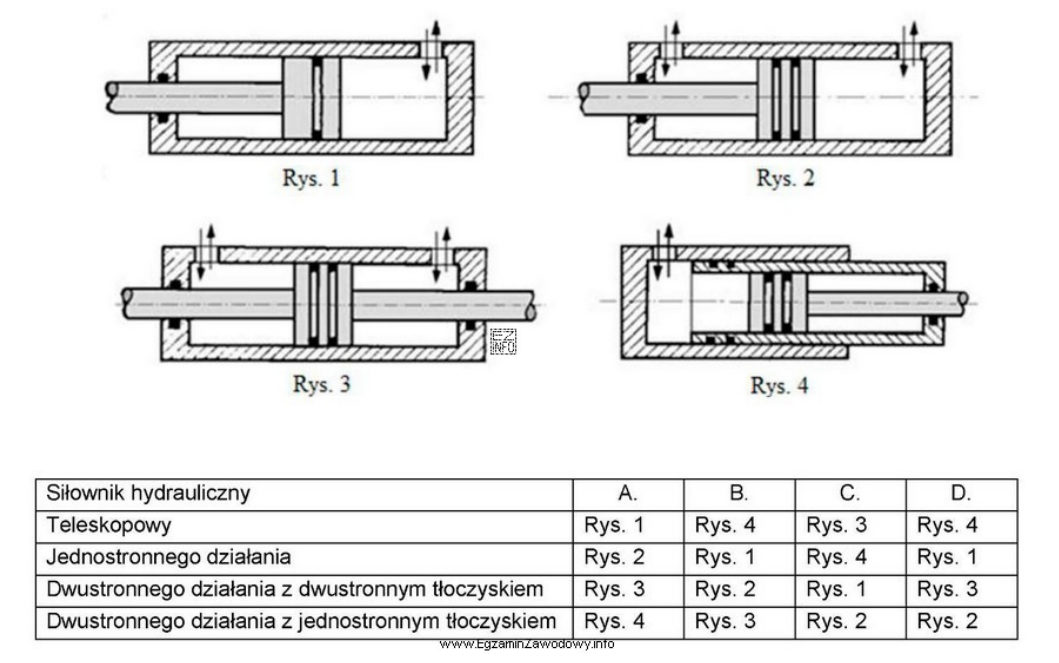 Rys. 1
Rys. 2
Rys. 3
EZ
INFO
Rys. 4
Siłownik hydrauliczny A. B. C. D.
Teleskopowy Rys. 1 Rys. 4 Rys. 3 Rys. 4
Jednostronnego działania Rys. 2 Rys. 1 Rys. 4 Rys. 1
Dwustronnego działania z dwustronnym tłoczyskiem Rys. 3 Rys. 2 Rys. 1 Rys. 3
Dwustronnego działania z jednostronnym tłoczyskiem Rys. 4 Rys. 3 Rys. 2 Rys. 2
www.EgzaminZawodowy.info